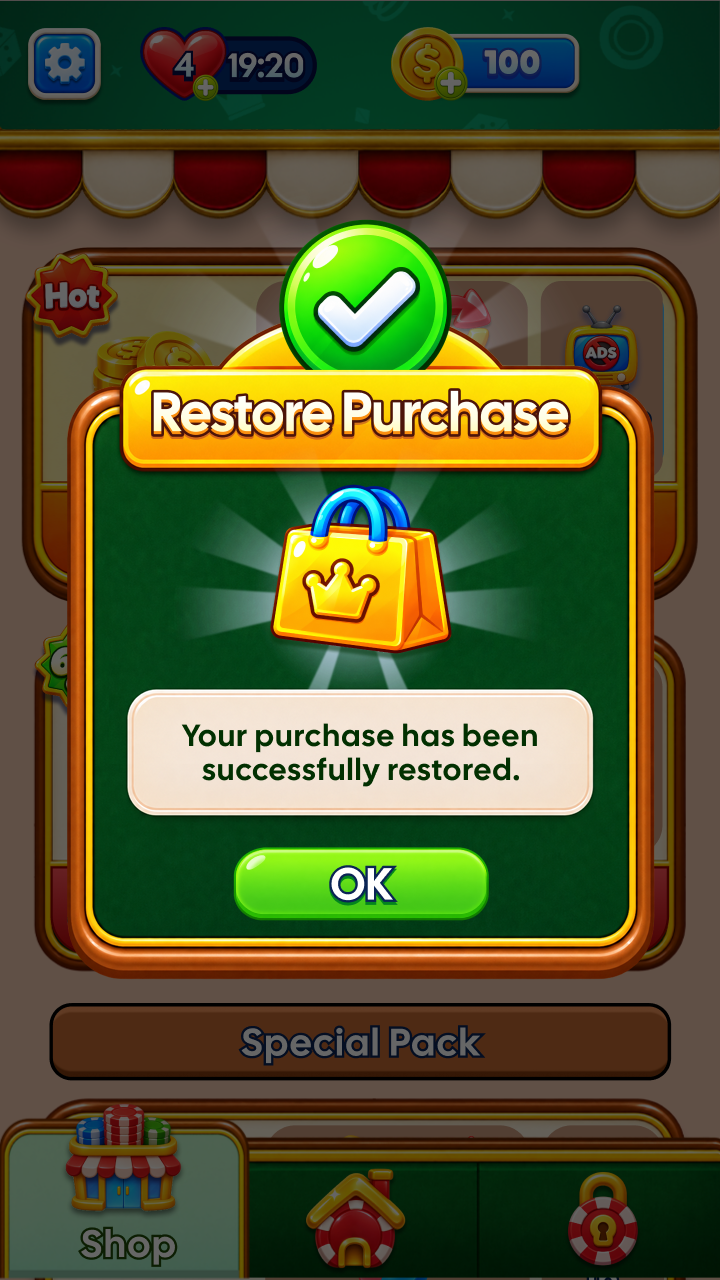 4
19:20
100
Hot
ADS
Restore Purchase
Your purchase has been
successfully restored.
OK
Special Pack
Shop